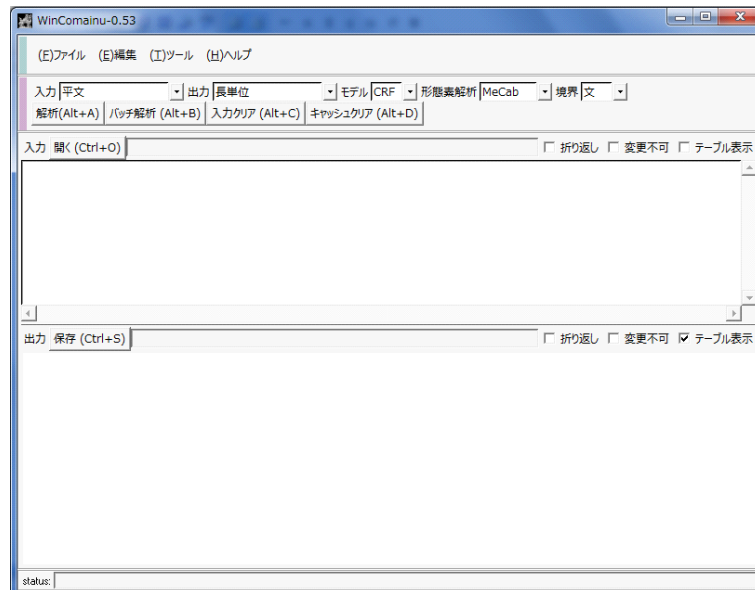 WinComainu-0.53
(F)ファイル (E)編集 (T)ツール (H)ヘルプ
入力 平文 出力 長単位 モデル CRF 形態素解析 MeCab 境界 文
解析(Alt+A) バッチ解析 (Alt+B) 入力クリア (Alt+C) キャッシュクリア (Alt+D)
入力 開く (Ctrl+O) 折り返し 変更不可 テーブル表示
出力 保存 (Ctrl+S) 折り返し 変更不可 テーブル表示
status: